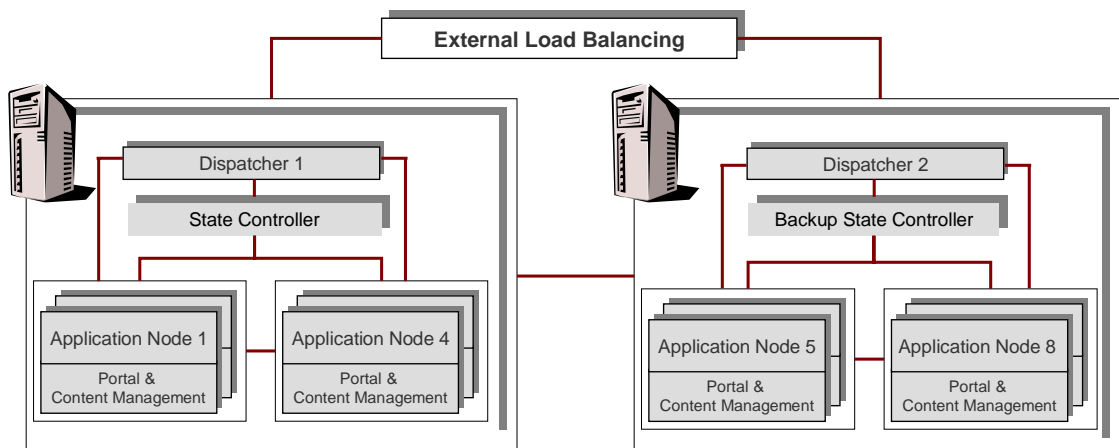 External Load Balancing
Dispatcher 1
State Controller
Application Node 1
Portal &
Content Management
Application Node 4
Portal &
Content Management
Dispatcher 2
Backup State Controller
Application Node 5
Portal &
Content Management
Application Node 8
Portal &
Content Management